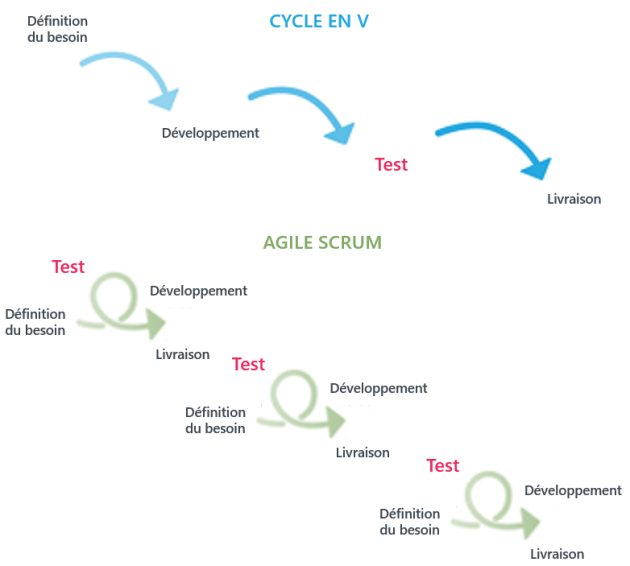 CYCLE EN V
Définition
du besoin
Développement
Test
Livraison
AGILE SCRUM
Test
Développement
Définition
du besoin
Livraison
Test
Développement
Définition
du besoin
Livraison
Test
Développement
Définition
du besoin
Livraison